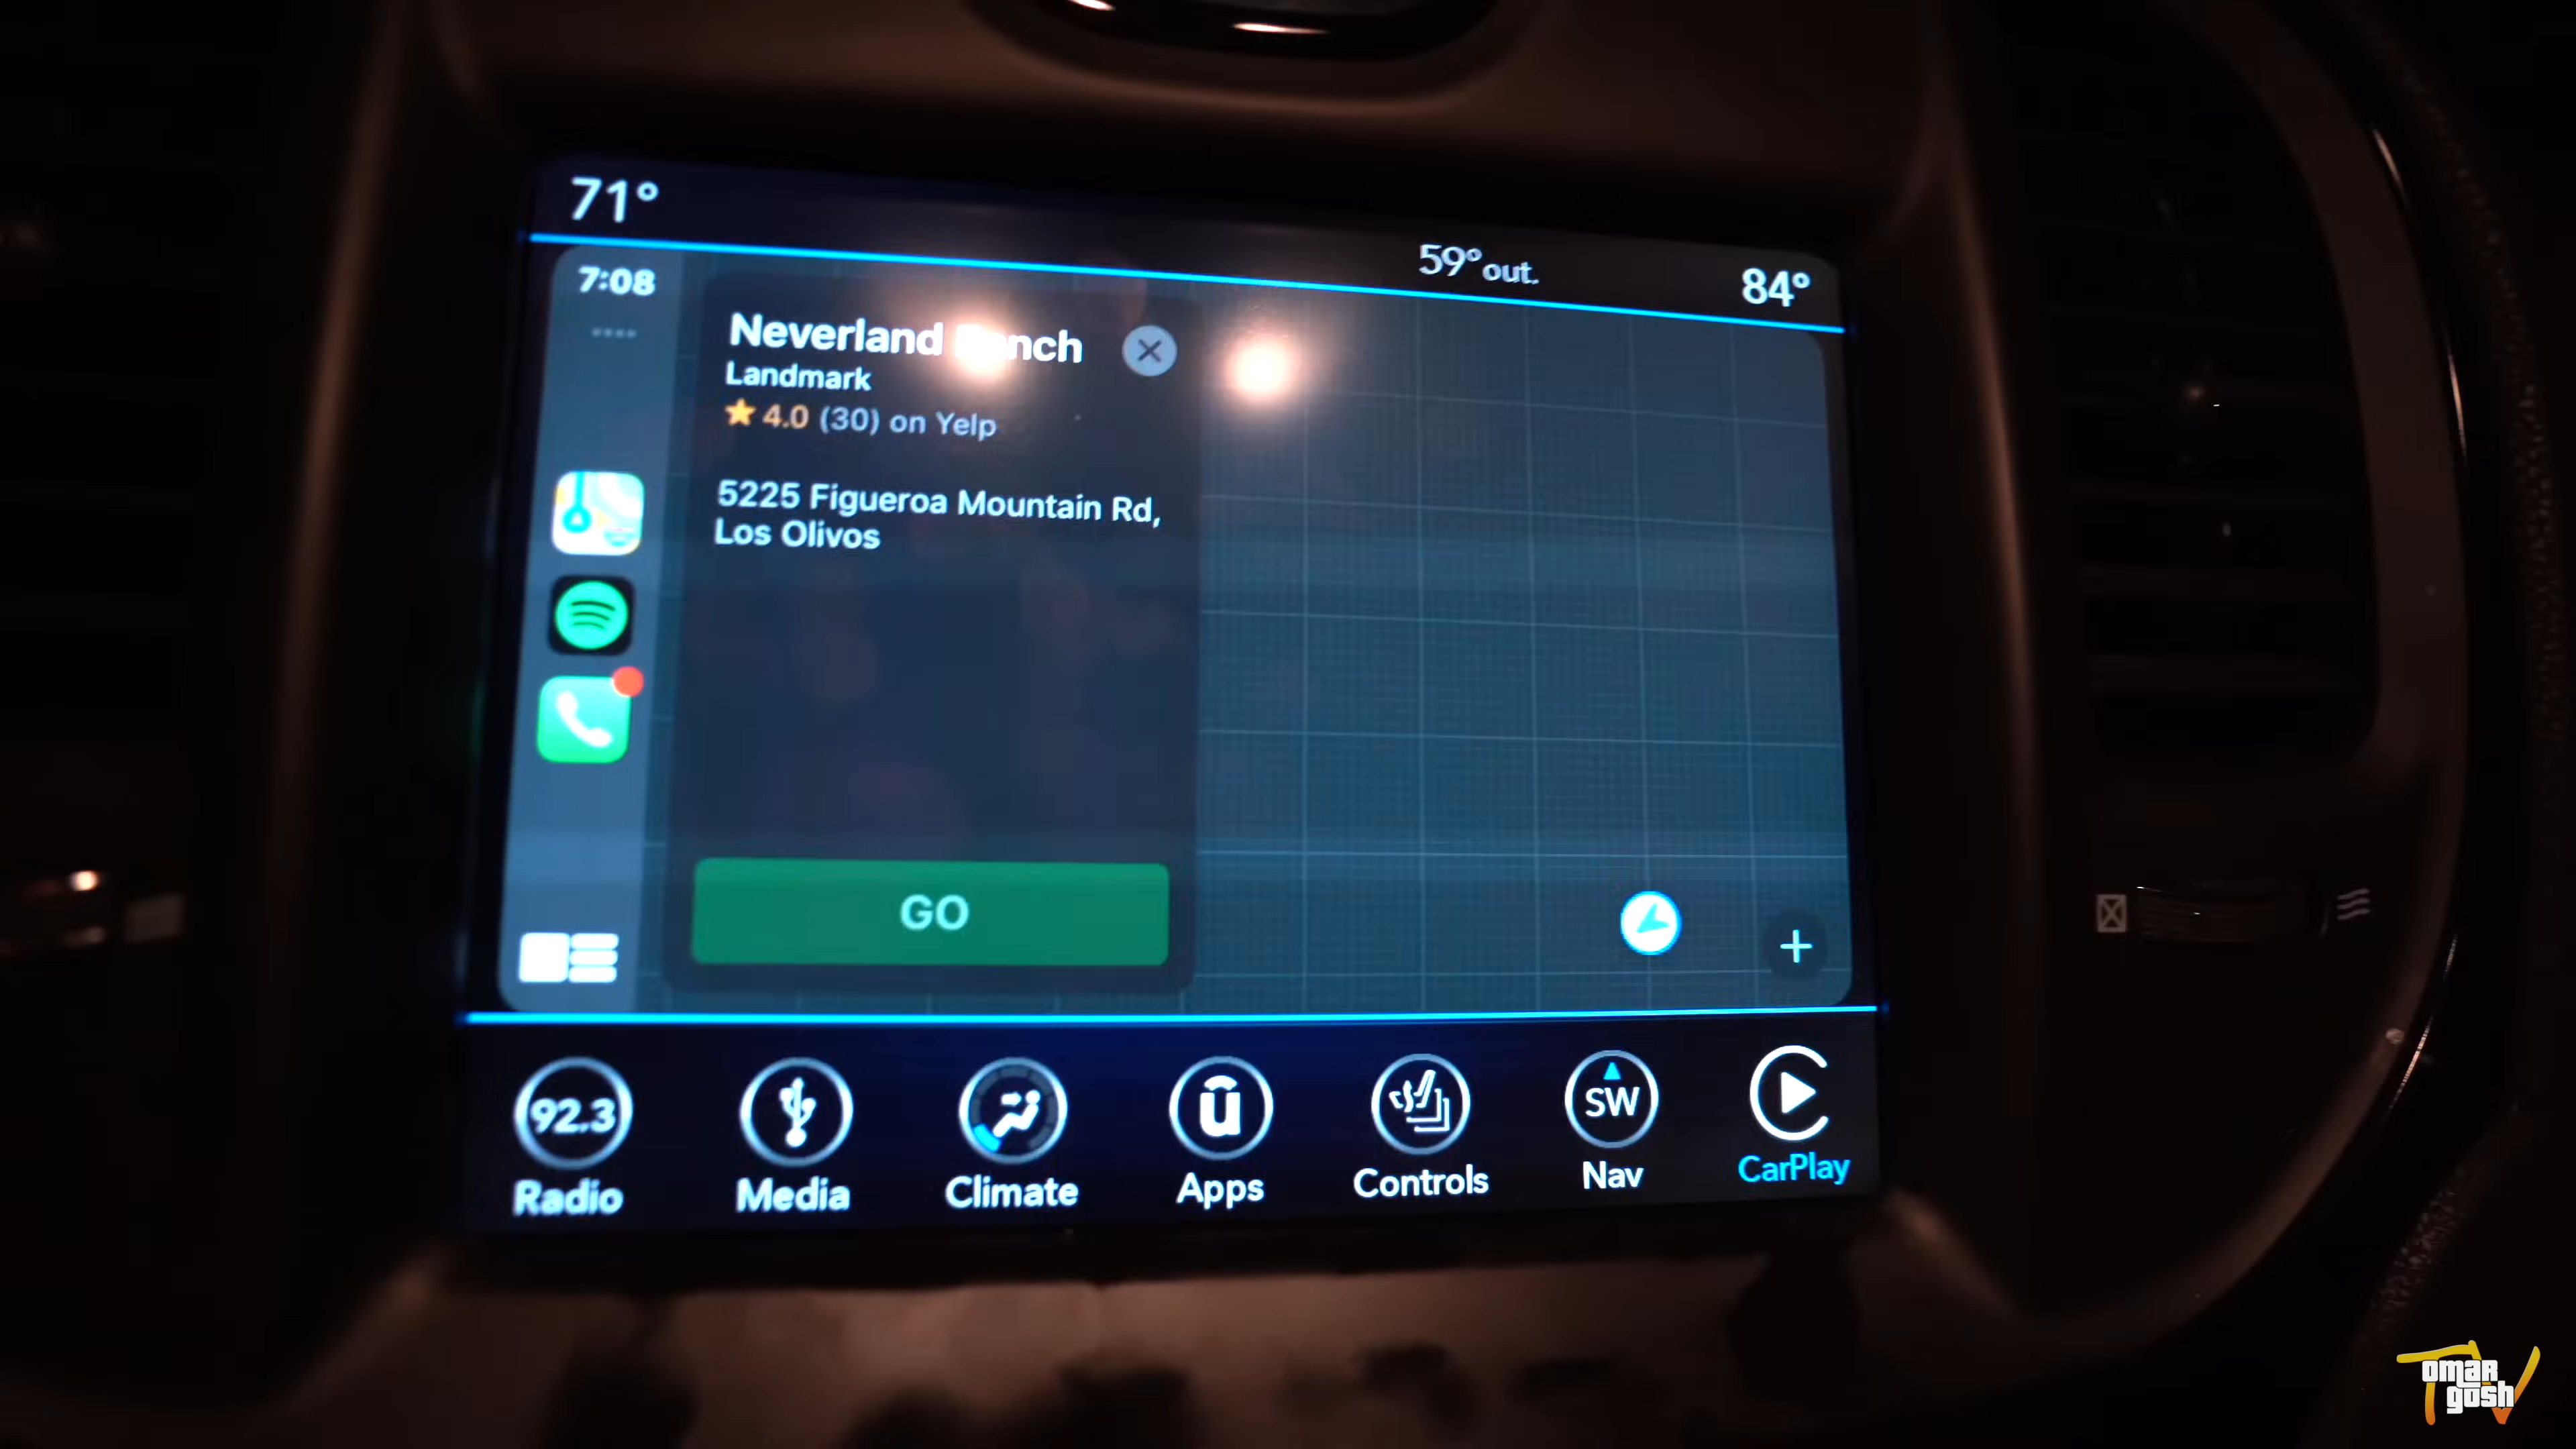 71°
59° out.
84°
7:08
Neverland
Landmark
4.0 (30) on Yelp
5225 Figueroa Mountain Rd,
Los Olivos
GO
+
92.3
Radio
Media
Climate
ū
Apps
Controls
SW
Nav
CarPlay
TV
OMAR
GOSH